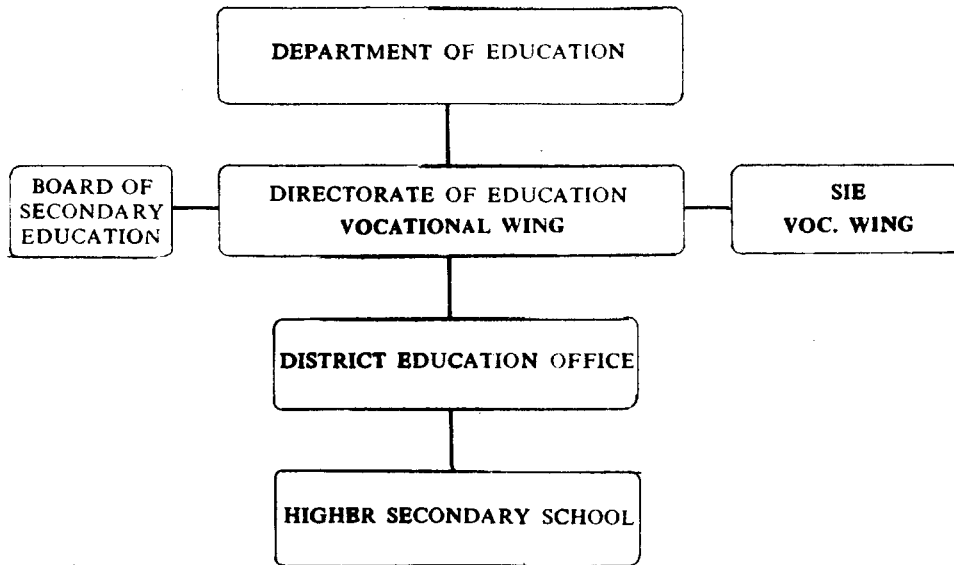 DEPARTMENT OF EDUCATION
BOARD OF
SECONDARY
EDUCATION
DIRECTORATE OF EDUCATION
VOCATIONAL WING
SIE
VOC. WING
DISTRICT EDUCATION OFFICE
HIGHER SECONDARY SCHOOL